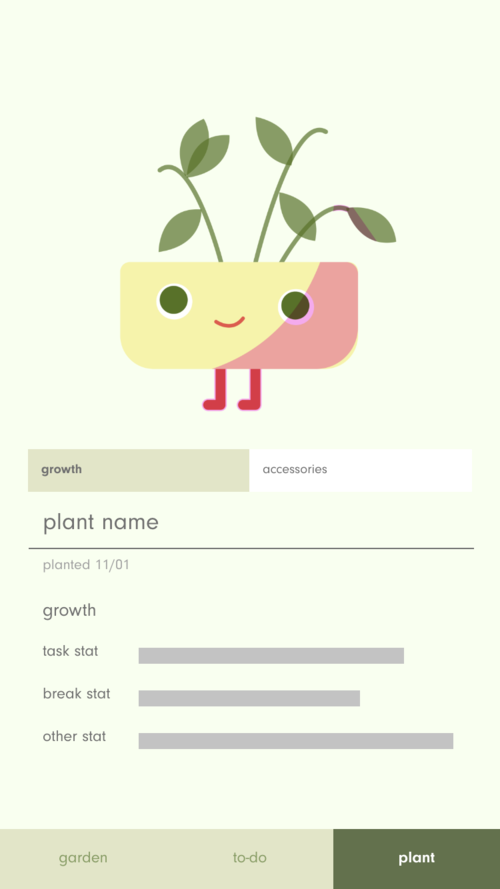 growth
accessories
plant name
planted 11/01
growth
task stat
break stat
other stat
garden
to-do
plant